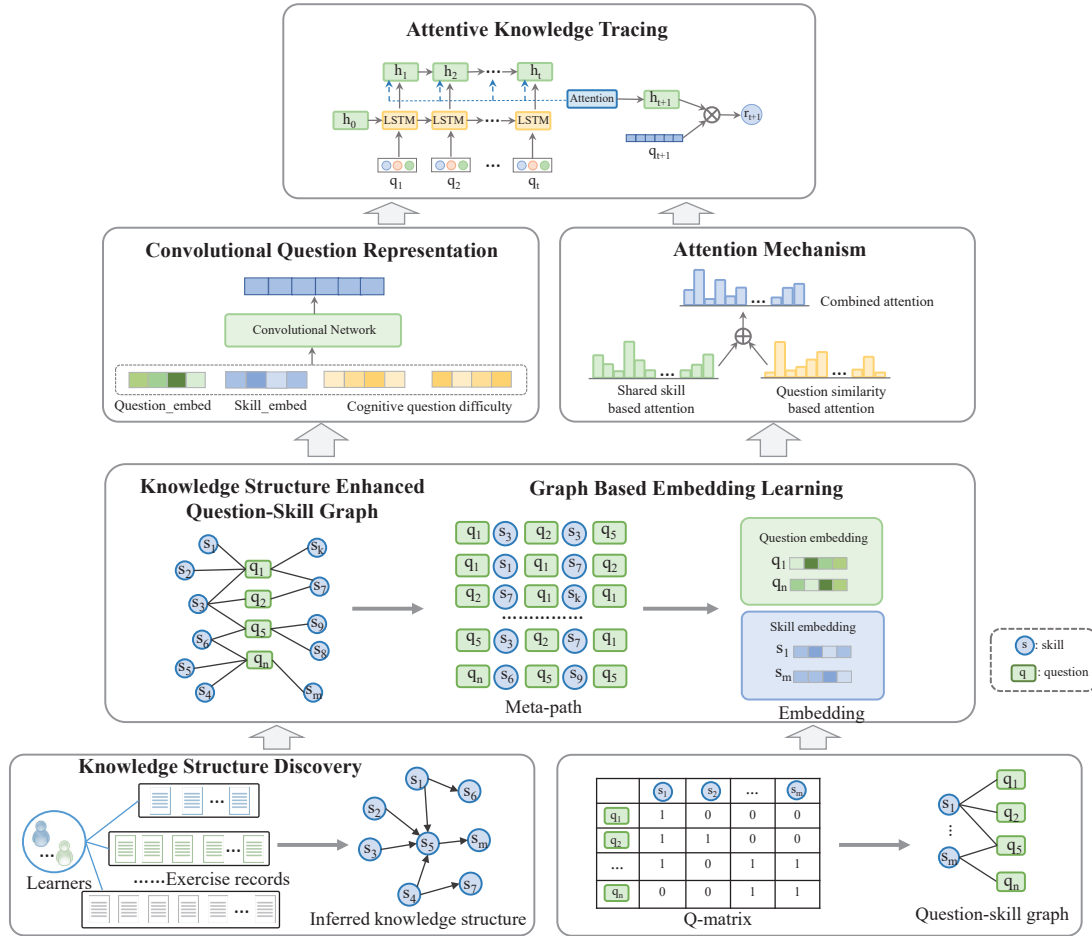 Attentive Knowledge Tracing
h1 h2 ... ht
Attention ht+1
h0 LSTM LSTM LSTM rt+1
qt+1
... 
q1 q2 qt
Convolutional Question Representation
Convolutional Network
Question_embed Skill_embed Cognitive question difficulty
Attention Mechanism
...
Combined attention
... ...
Shared skill based attention
Question similarity based attention
Knowledge Structure Enhanced
Question-Skill Graph
s1 sk
q1
s2 s7
q2
s3
q5 s9
s6 s8
qn
s5
s4 sm
Graph Based Embedding Learning
q1 s3 q2 s3 q5
q1 s1 q1 s7 q2
q2 s7 q1 sk q1
...............
q5 s3 q2 s7 q1
qn s6 q5 s9 q5
Meta-path
Question embedding
q1
qn
Skill embedding
s1
sm
Embedding
s : skill
q : question
Knowledge Structure Discovery
...
...
Learners
...
......Exercise records
...
s1 s6
s2
s3 s5 sm
s4 s7
Inferred knowledge structure
s1 s2 ... sm
q1 1 0 0 0
q2 1 1 0 0
... 1 0 1 1
qn 0 0 1 1
Q-matrix
q1
s1 q2
...
sm q5
qn
Question-skill graph